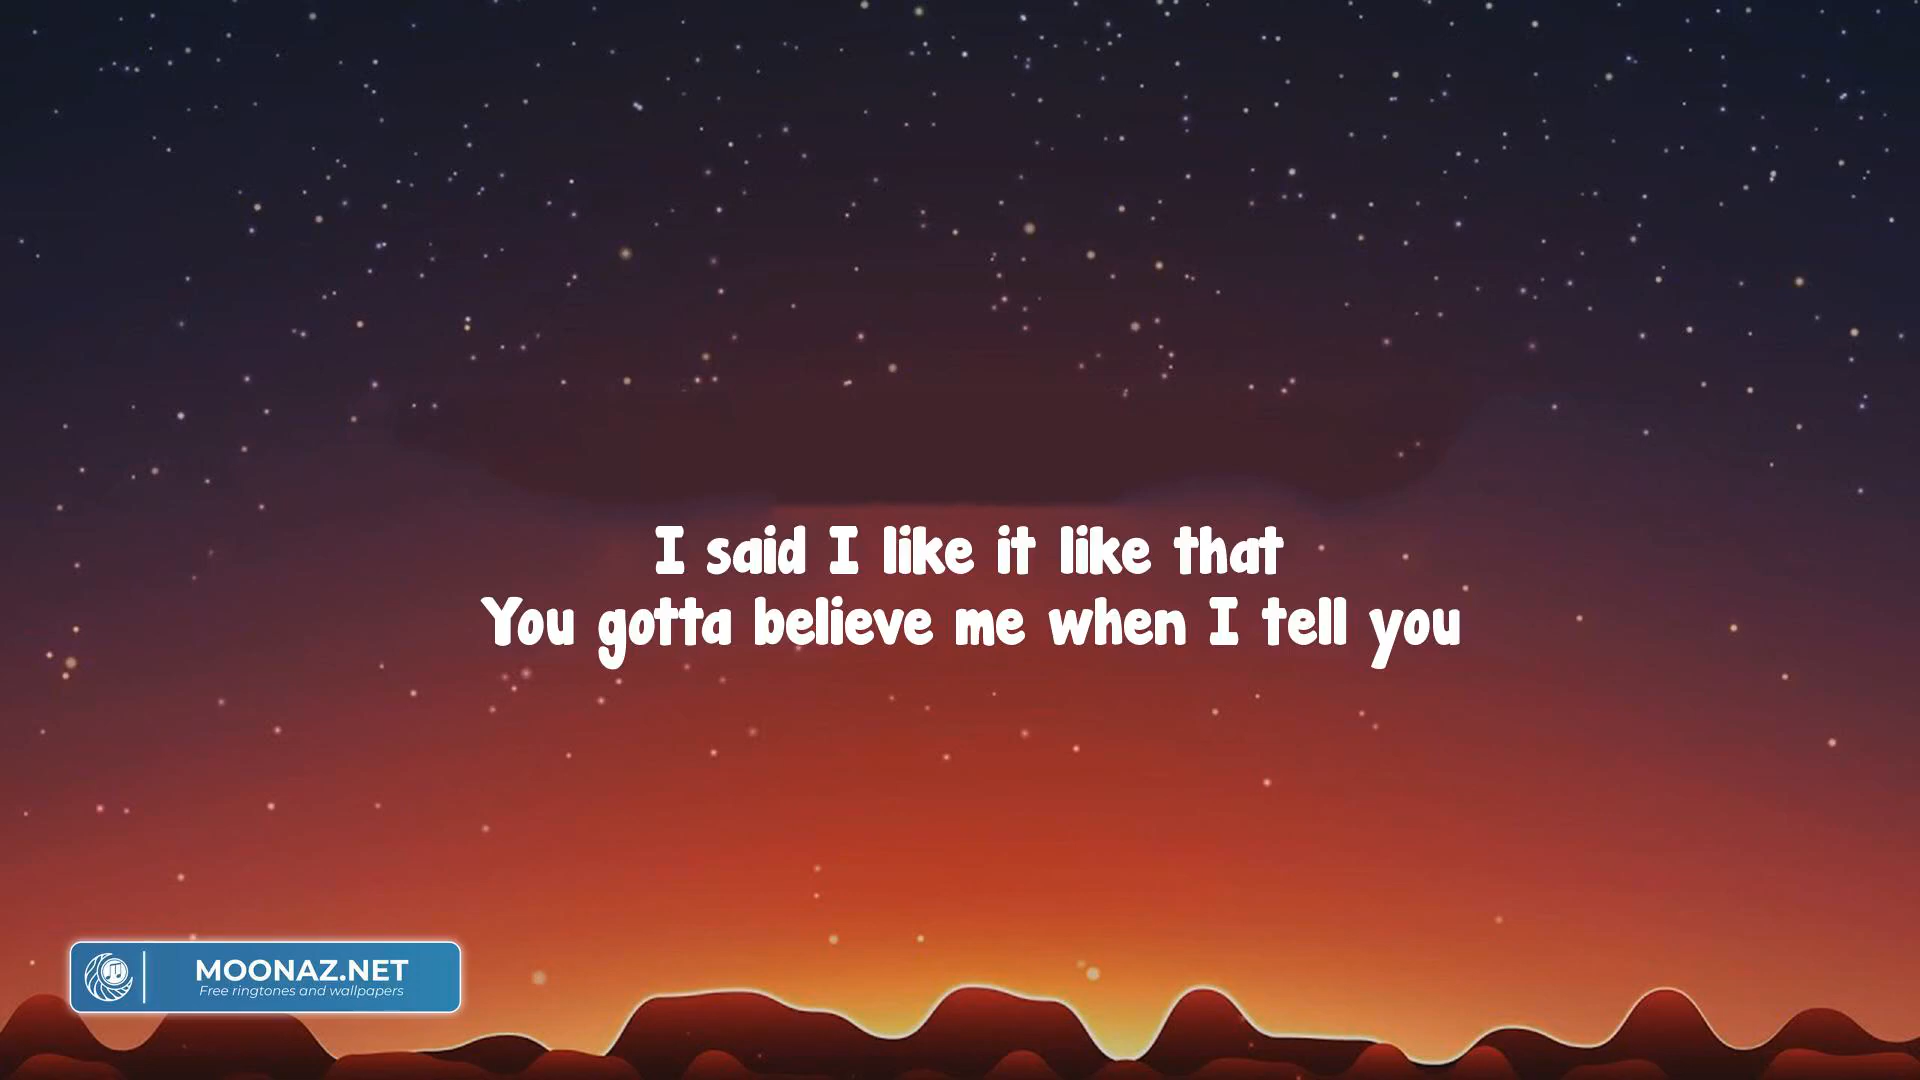 I said I like it like that
You gotta believe me when I tell you
MOONAZ.NET
Free ringtones and wallpapers